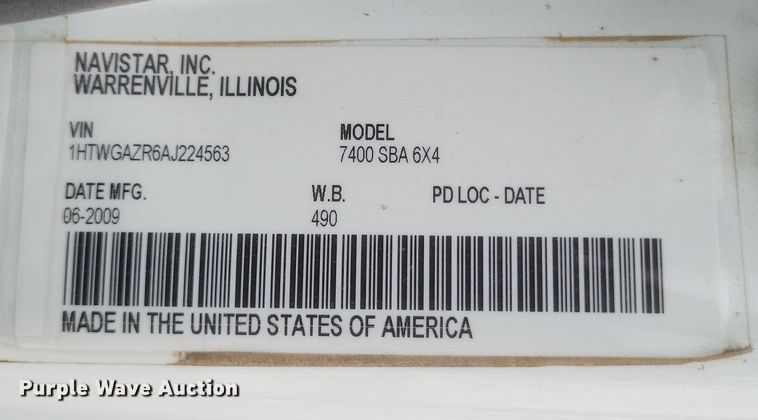 NAVISTAR, INC.
WARRENVILLE, ILLINOIS
VIN MODEL
1HTWGAZR6AJ224563 7400 SBA 6X4
DATE MFG. W.B. PD LOC - DATE
06-2009 490
MADE IN THE UNITED STATES OF AMERICA
Purple Wave Auction